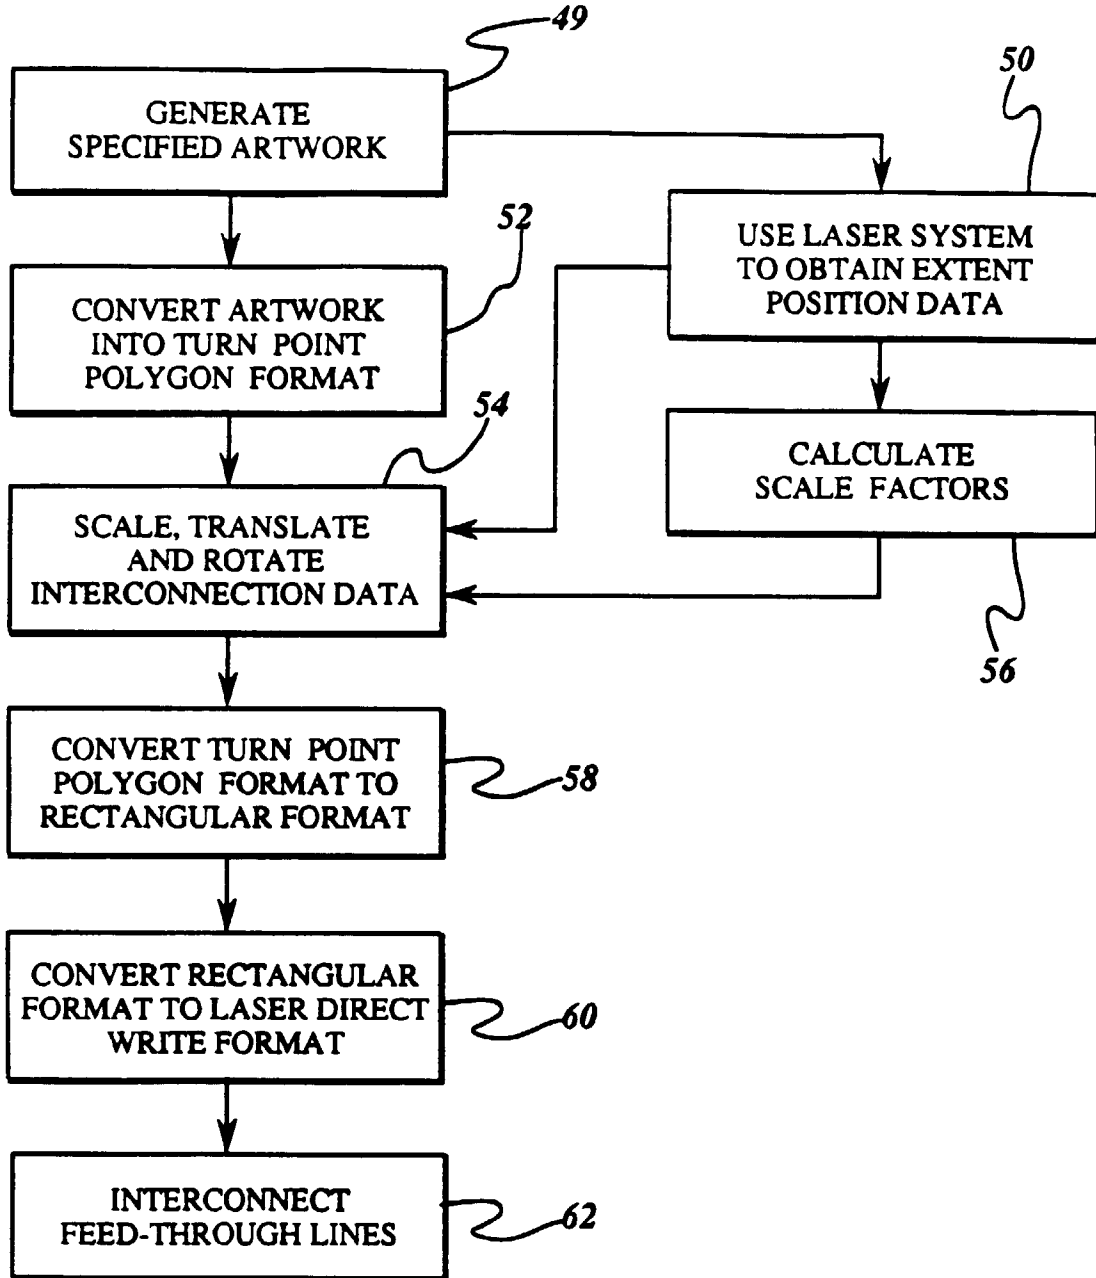 49
GENERATE
SPECIFIED ARTWORK
50
USE LASER SYSTEM
TO OBTAIN EXTENT
POSITION DATA
52
CONVERT ARTWORK
INTO TURN POINT
POLYGON FORMAT
54
CALCULATE
SCALE FACTORS
56
SCALE, TRANSLATE
AND ROTATE
INTERCONNECTION DATA
CONVERT TURN POINT
POLYGON FORMAT TO
RECTANGULAR FORMAT
58
CONVERT RECTANGULAR
FORMAT TO LASER DIRECT
WRITE FORMAT
60
INTERCONNECT
FEED-THROUGH LINES
62